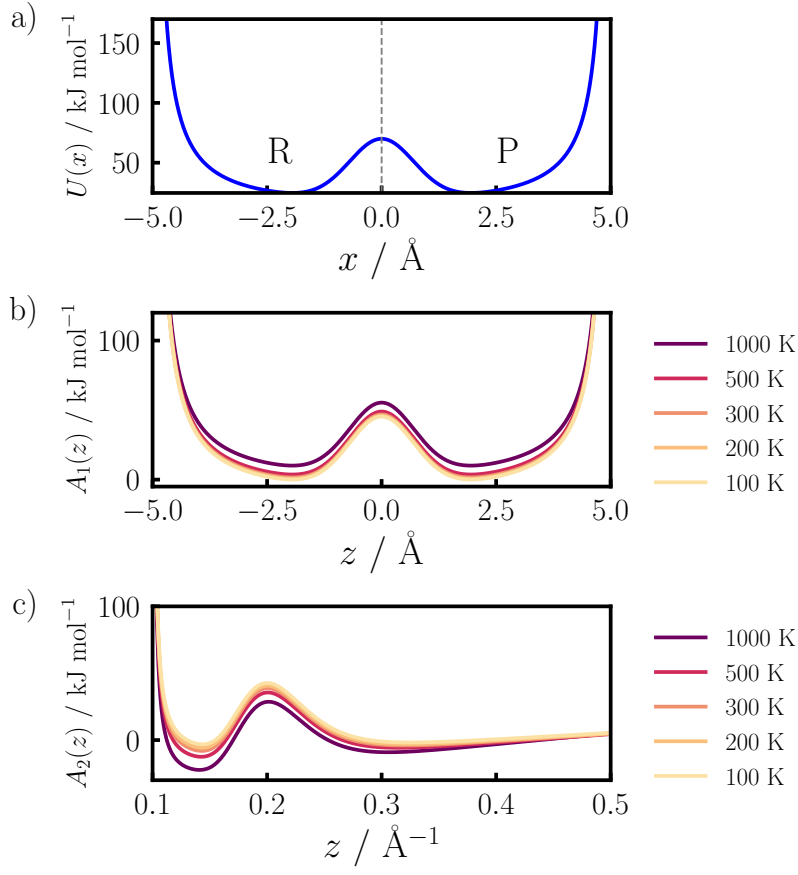 a)
U(x) / kJ mol⁻¹
150
100
50
R
P
−5.0 −2.5 0.0 2.5 5.0
x / Å
b)
A₁(z) / kJ mol⁻¹
100
0
−5.0 −2.5 0.0 2.5 5.0
z / Å
1000 K
500 K
300 K
200 K
100 K
c)
A₂(z) / kJ mol⁻¹
100
0
0.1 0.2 0.3 0.4 0.5
z / Å⁻¹
1000 K
500 K
300 K
200 K
100 K